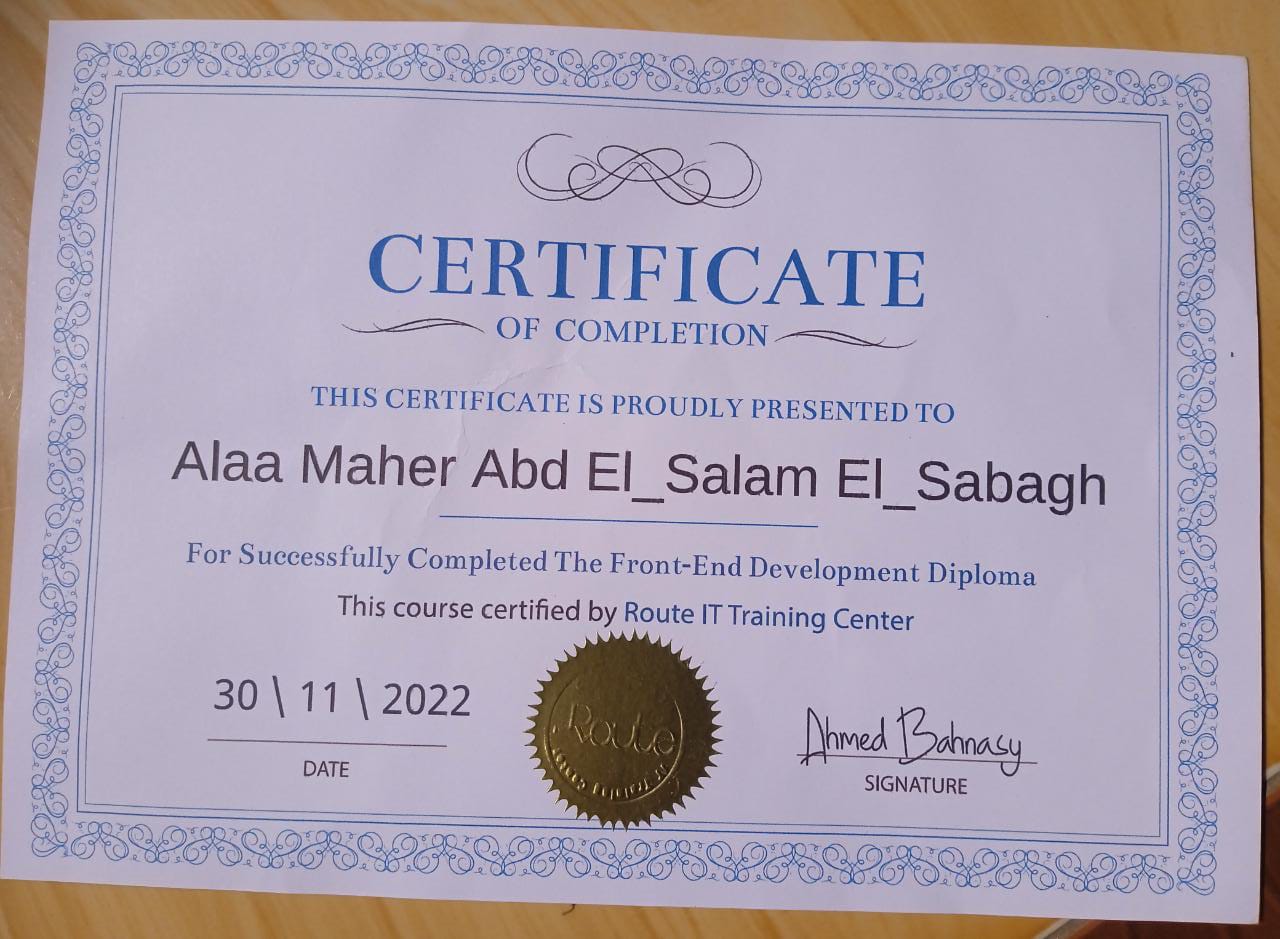 CERTIFICATE
OF COMPLETION
THIS CERTIFICATE IS PROUDLY PRESENTED TO
Alaa Maher Abd El_Salam El_Sabagh
For Successfully Completed The Front-End Development Diploma
This course certified by Route IT Training Center
30 \ 11 \ 2022
DATE
Route
Ahmed Bahnasy
SIGNATURE